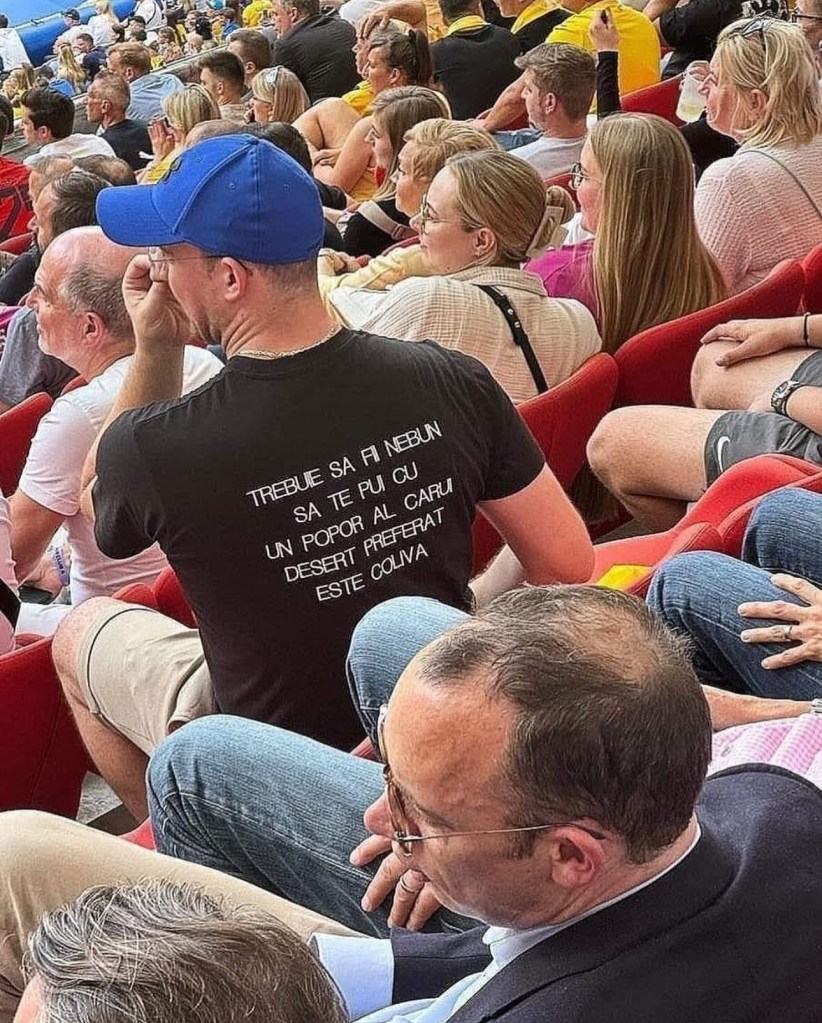 TREBUIE SA FII NEBUN
SA TE PUI CU
UN POPOR AL CARUI
DESERT PREFERAT
ESTE COLIVA